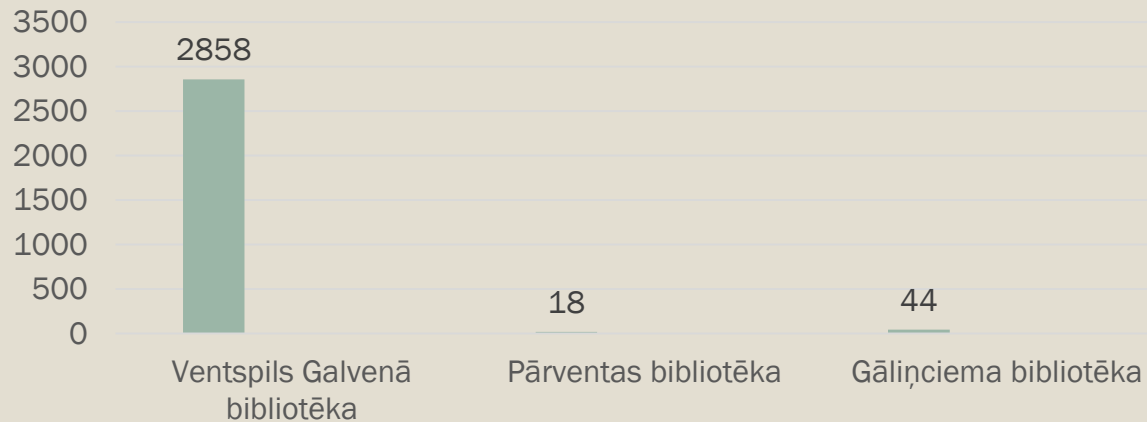 3500
3000
2500
2000
1500
1000
500
0
2858
18
44
Ventspils Galvenā
bibliotēka
Pārventas bibliotēka
Gāliņciema bibliotēka